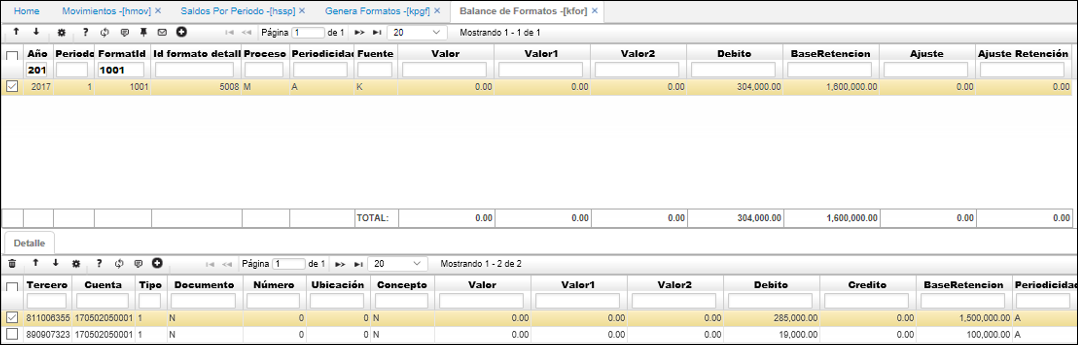 Home Movimientos -[hmov] ✕ Saldos Por Periodo -[hssp] ✕ Genera Formatos -[kpgf] ✕ Balance de Formatos -[kfor] ✕
Página 1 de 1 20 Mostrando 1 - 1 de 1
Año Periodo FormatId Id formato detall Proceso Periodicidad Fuente Valor Valor1 Valor2 Debito BaseRetencion Ajuste Ajuste Retención
201 1001
2017 1 1001 5008 M A K 0.00 0.00 0.00 304,000.00 1,600,000.00 0.00 0.00
TOTAL: 0.00 0.00 0.00 304,000.00 1,600,000.00 0.00 0.00
Detalle
Página 1 de 1 20 Mostrando 1 - 2 de 2
Tercero Cuenta Tipo Documento Número Ubicación Concepto Valor Valor1 Valor2 Debito Credito BaseRetencion Periodicidad
811006355 170502050001 1 N 0 0 N 0.00 0.00 0.00 285,000.00 0.00 1,500,000.00 A
890907323 170502050001 1 N 0 0 N 0.00 0.00 0.00 19,000.00 0.00 100,000.00 A